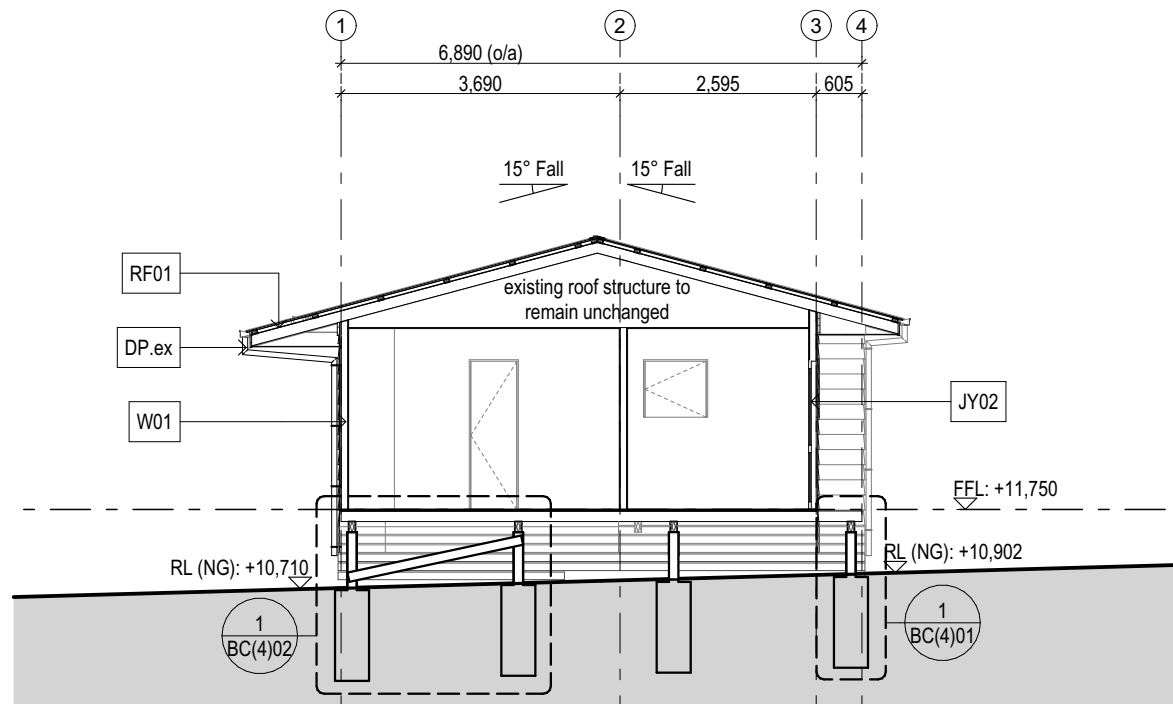 1
2
3
4
6,890 (o/a)
3,690
2,595
605
15° Fall
15° Fall
RF01
existing roof structure to
remain unchanged
DP.ex
W01
JY02
FFL: +11,750
RL (NG): +10,710
RL (NG): +10,902
1
BC(4)02
1
BC(4)01